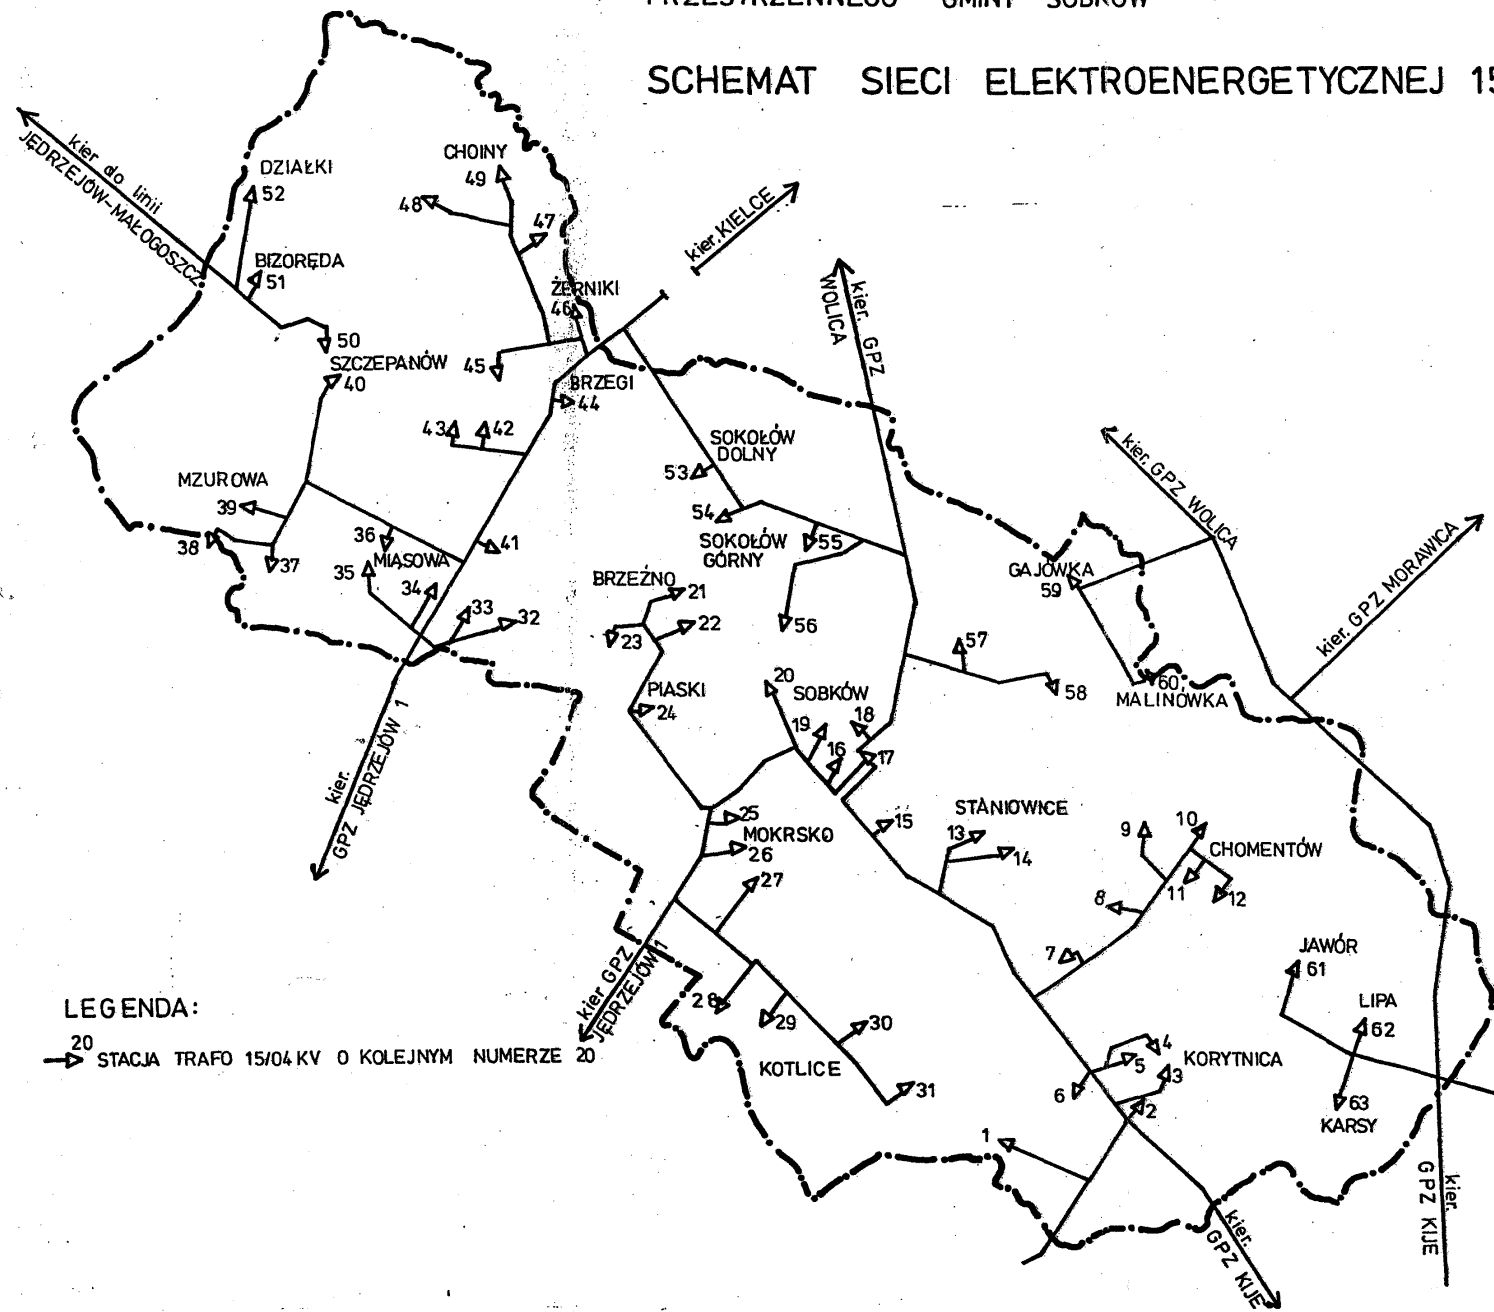 PRZESTRZENNEGO GMINY SOBKÓW
SCHEMAT SIECI ELEKTROENERGETYCZNEJ 15
kier do linii
JĘDRZEJÓW-MAŁOGOSZCZ
DZIAŁKI
52
BIZORĘDA
51
50
CHOINY
49
48
47
ŻERNIKI
46
45
kier. KIELCE
BRZEGI
44
SZCZEPANÓW
40
43
42
41
MZUROWA
39
38
37
36
MIĄSOWA
35
34
33
32
kier.
GPZ JĘDRZEJÓW 1
kier. GPZ
WOLICA
SOKOŁÓW
DOLNY
53
54
SOKOŁÓW
GÓRNY
55
56
57
58
kier. GPZ WOLICA
GAJÓWKA
59
60
MALINÓWKA
kier. GPZ MORAWICA
BRZEŹNO
21
22
23
PIASKI
24
20
SOBKÓW
19
18
17
16
15
25
MOKRSKO
26
27
28
29
30
31
KOTLICE
kier GPZ
JĘDRZEJÓW 1
STANIOWICE
13
14
9
10
CHOMENTÓW
11
12
8
7
JAWÓR
61
LIPA
62
63
KARSY
4
5
KORYTNICA
3
6
2
1
kier.
GPZ KIJE
kier.
GPZ KIJE
LEGENDA:
20
STACJA TRAFO 15/04 KV O KOLEJNYM NUMERZE 20